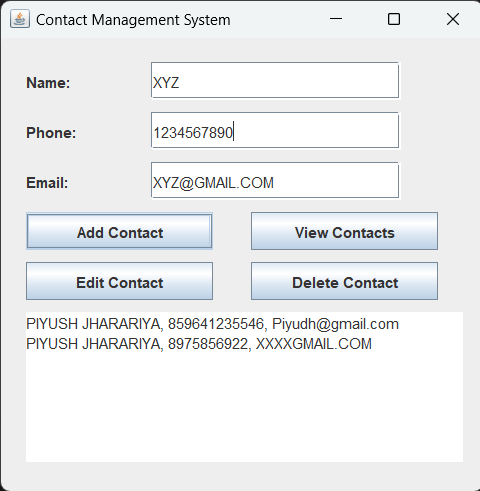 Contact Management System
Name: XYZ
Phone: 1234567890
Email: XYZ@GMAIL.COM
Add Contact View Contacts
Edit Contact Delete Contact
PIYUSH JHARARIYA, 859641235546, Piyudh@gmail.com
PIYUSH JHARARIYA, 8975856922, XXXXGMAIL.COM